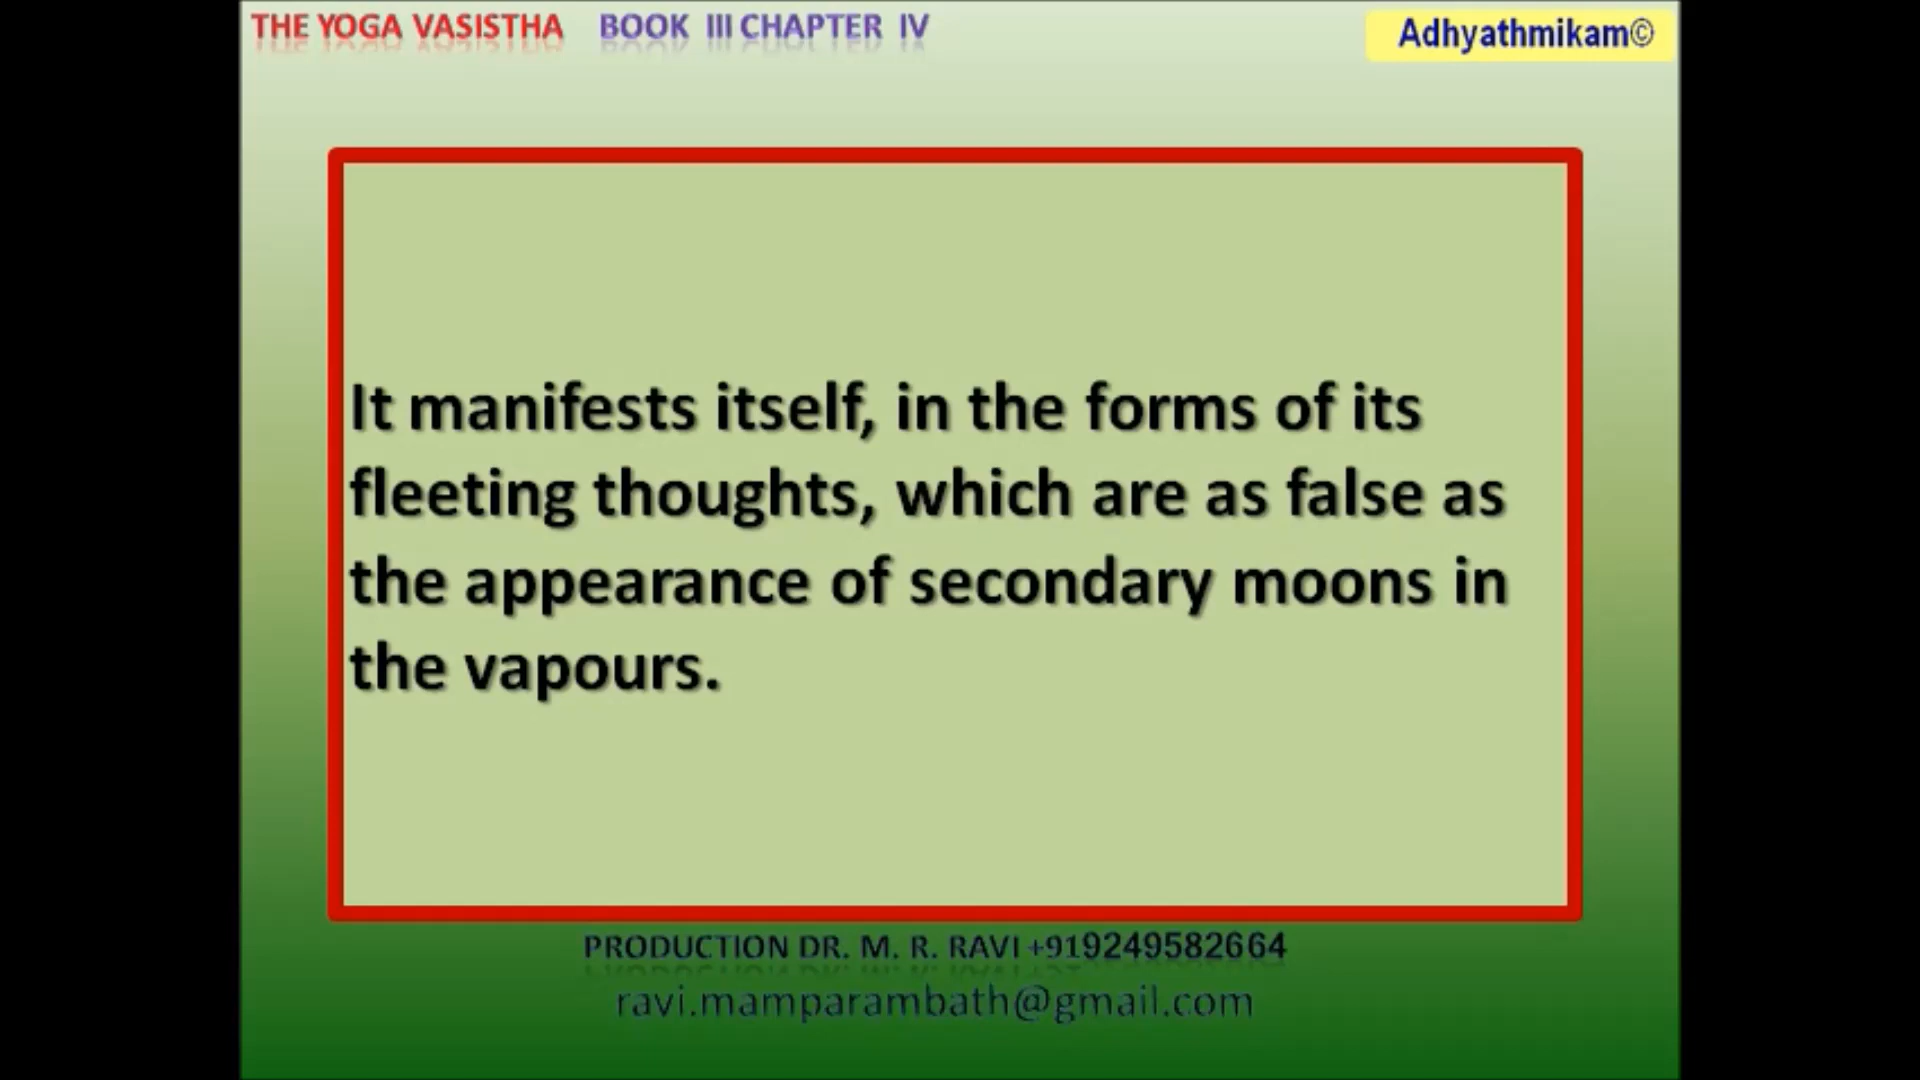 THE YOGA VASISTHA BOOK III CHAPTER IV
Adhyathmikam©
It manifests itself, in the forms of its
fleeting thoughts, which are as false as
the appearance of secondary moons in
the vapours.
PRODUCTION DR. M. R. RAVI +919249582664
ravi.mamparambath@gmail.com